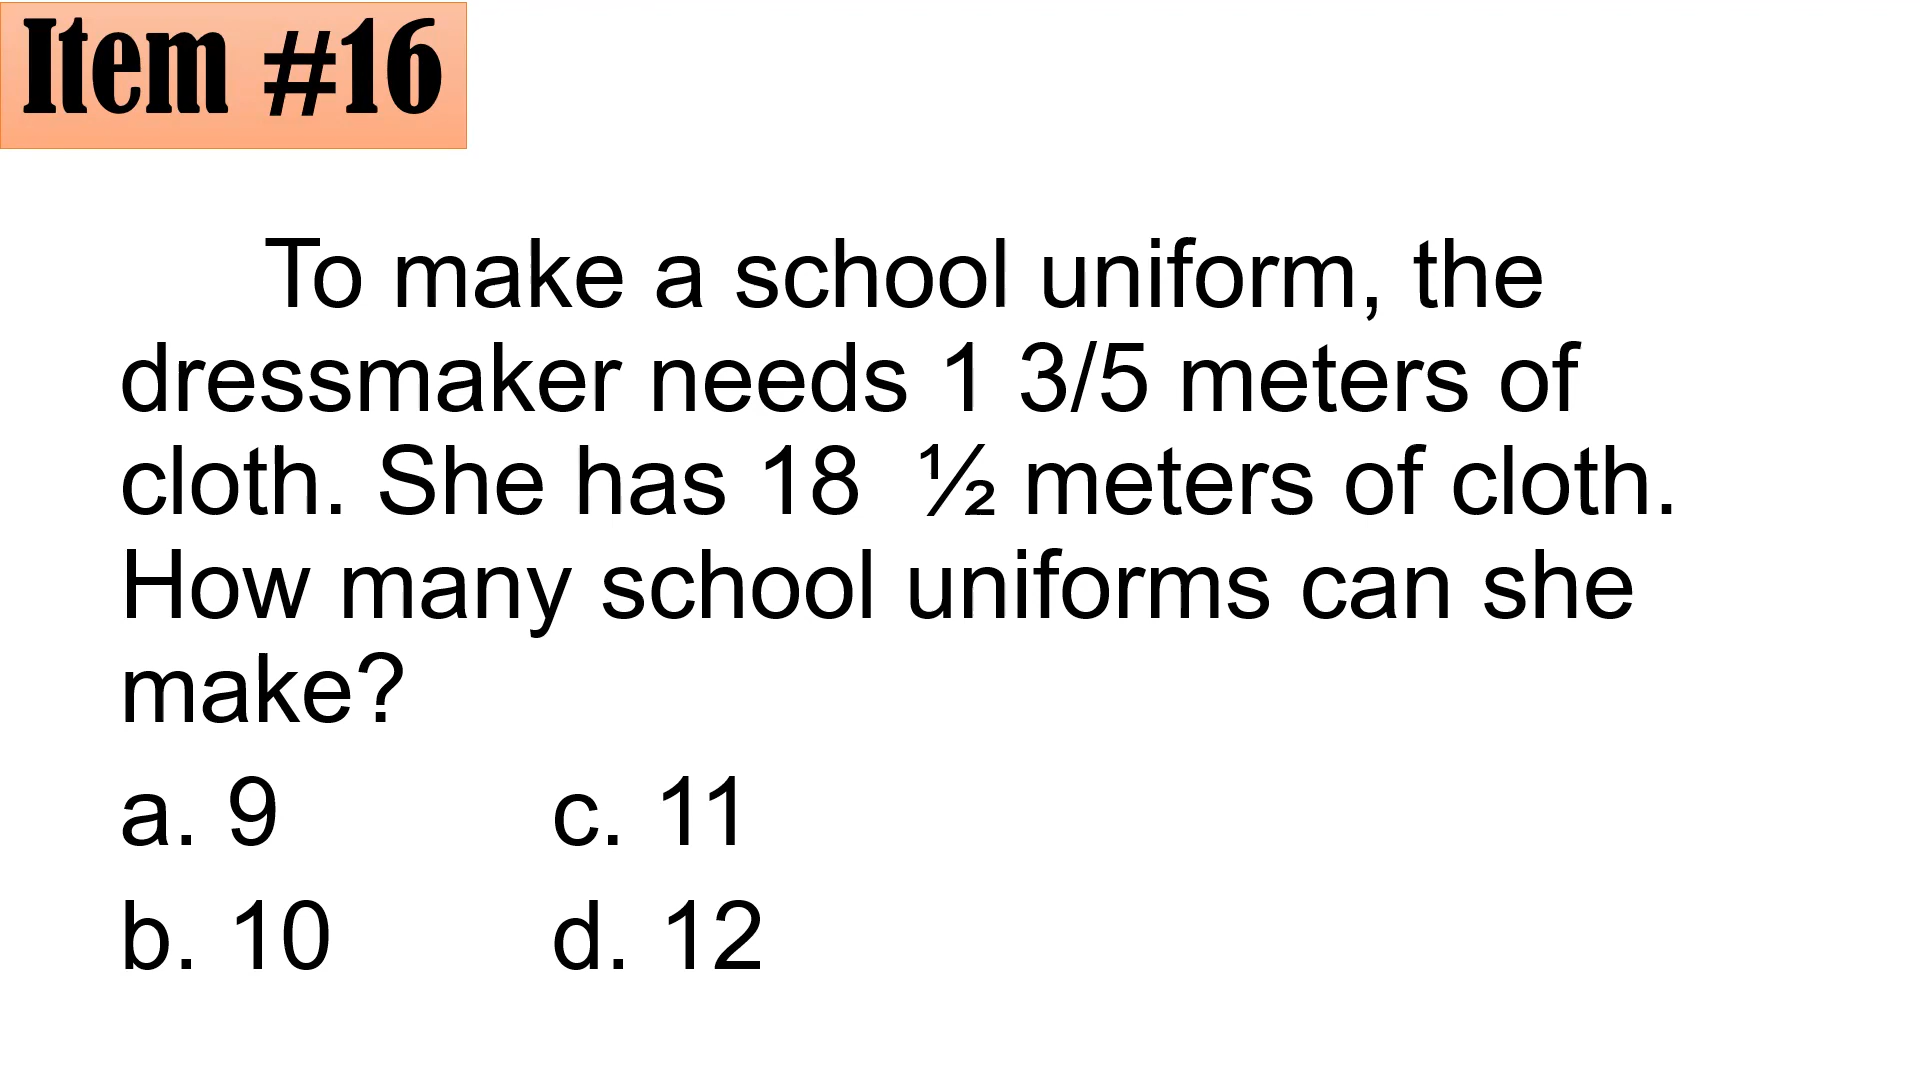 Item #16
To make a school uniform, the
dressmaker needs 1 3/5 meters of
cloth. She has 18  ½ meters of cloth.
How many school uniforms can she
make?
a. 9 c. 11
b. 10 d. 12